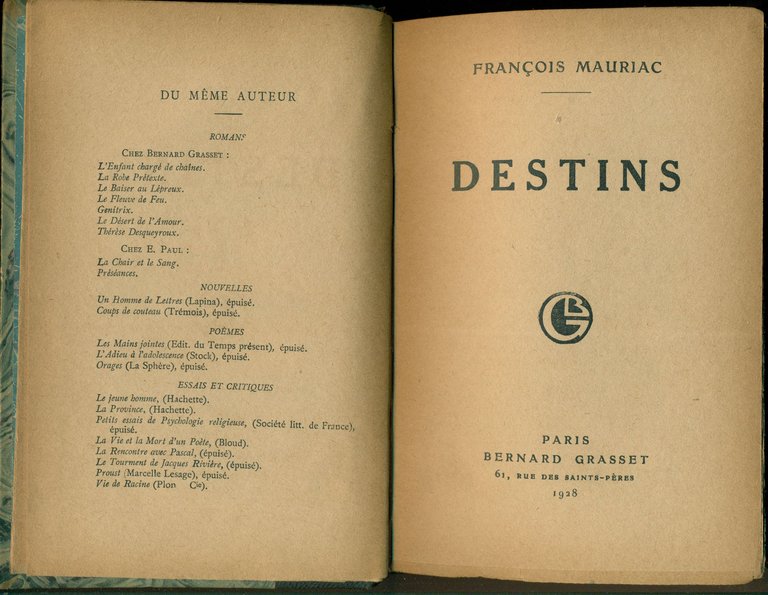 DU MÊME AUTEUR
ROMANS
CHEZ BERNARD GRASSET :
L'Enfant chargé de chaînes.
La Robe Prétexte.
Le Baiser au Lépreux.
Le Fleuve de Feu.
Genitrix.
Le Désert de l'Amour.
Thérèse Desqueyroux.
CHEZ E. PAUL :
La Chair et le Sang.
Préséances.
NOUVELLES
Un Homme de Lettres (Lapina), épuisé.
Coups de couteau (Trémois), épuisé.
POÈMES
Les Mains jointes (Edit. du Temps présent), épuisé.
L'Adieu à l'adolescence (Stock), épuisé.
Orages (La Sphère), épuisé.
ESSAIS ET CRITIQUES
Le jeune homme, (Hachette).
La Province, (Hachette).
Petits essais de Psychologie religieuse, (Société litt. de France),
épuisé.
La Vie et la Mort d'un Poète, (Bloud).
La Rencontre avec Pascal, (épuisé).
Le Tourment de Jacques Rivière, (épuisé).
Proust (Marcelle Lesage), épuisé.
Vie de Racine (Plon Cie).
FRANÇOIS MAURIAC
DESTINS
BG
PARIS
BERNARD GRASSET
61, RUE DES SAINTS-PÈRES
1928